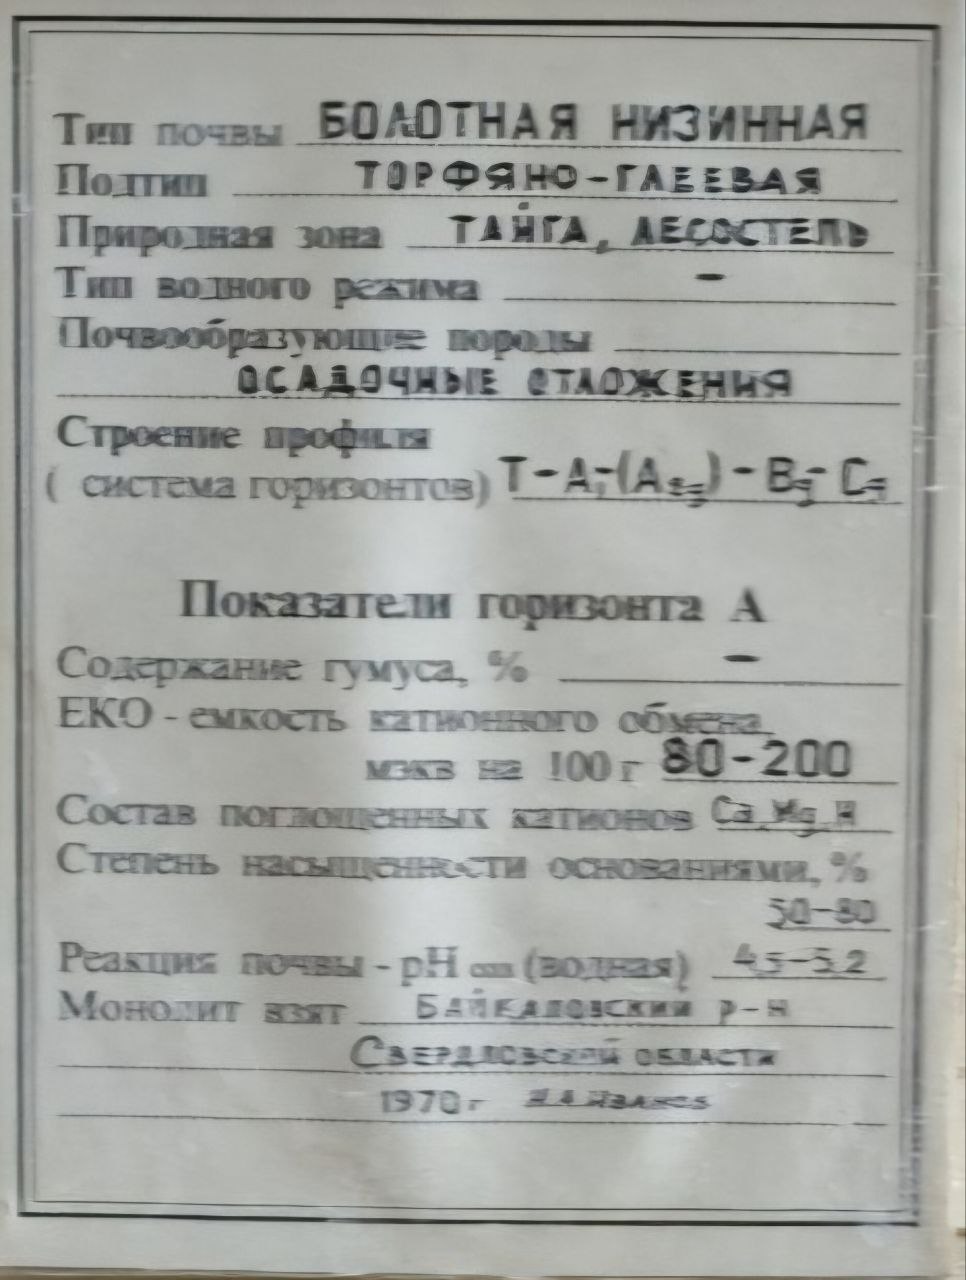 Тип почвы БОЛОТНАЯ НИЗИННАЯ
Подтип ТОРФЯНО-ГЛЕЕВАЯ
Природная зона ТАЙГА, ЛЕСОСТЕПЬ
Тип водного режима -
Почвообразующие породы
ОСАДОЧНЫЕ ОТЛОЖЕНИЯ
Строение профиля
( система горизонтов) Т-А
Показатели горизонта А
Содержание гумуса, % -
ЕКО - емкость катионного обмена,
мэкв на 100 г 80-200
Состав поглощенных катионов Ca, Mg, H
Степень насыщенности основаниями, %
50-80
Реакция почвы - pH (водная) 4,5-5,2
Монолит взят БАЙКАЛОВСКИЙ Р-Н
СВЕРДЛОВСКОЙ ОБЛАСТИ
1970 г